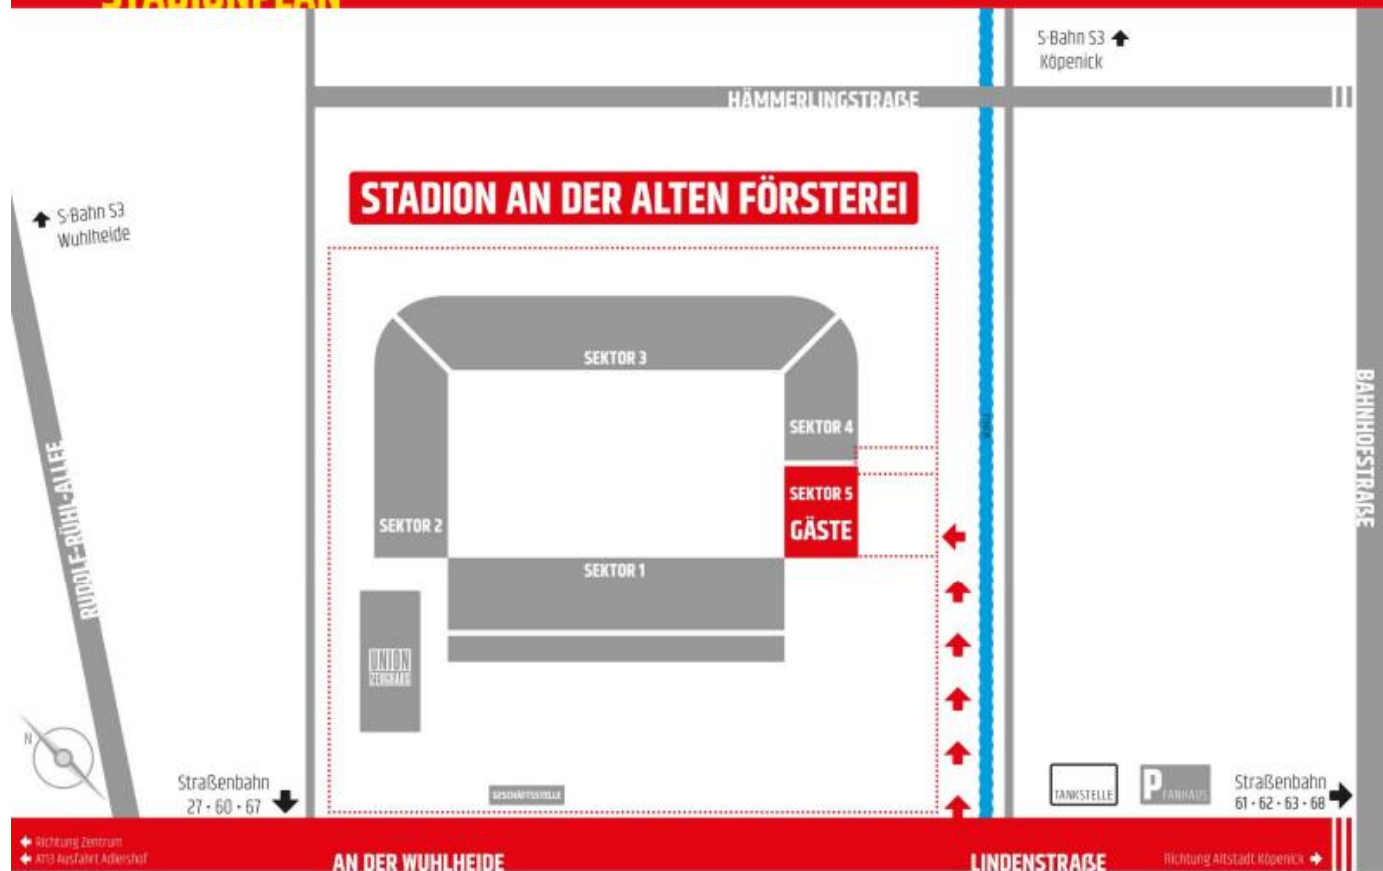 STADIONPLAN
S-Bahn S3
Köpenick
HÄMMERLINGSTRAẞE
STADION AN DER ALTEN FÖRSTEREI
S-Bahn S3
Wuhlheide
SEKTOR 3
SEKTOR 4
SEKTOR 5
GÄSTE
SEKTOR 2
SEKTOR 1
RUDOLF-RÜHL-ALLEE
BAHNHOFSTRAẞE
UNION
ZEUGHAUS
N
Straßenbahn
27 • 60 • 67
GESCHÄFTSSTELLE
TANKSTELLE
P
FANHAUS
Straßenbahn
61 • 62 • 63 • 68
Richtung Zentrum
A113 Ausfahrt Adlershof
AN DER WUHLHEIDE
LINDENSTRAẞE
Richtung Altstadt Köpenick